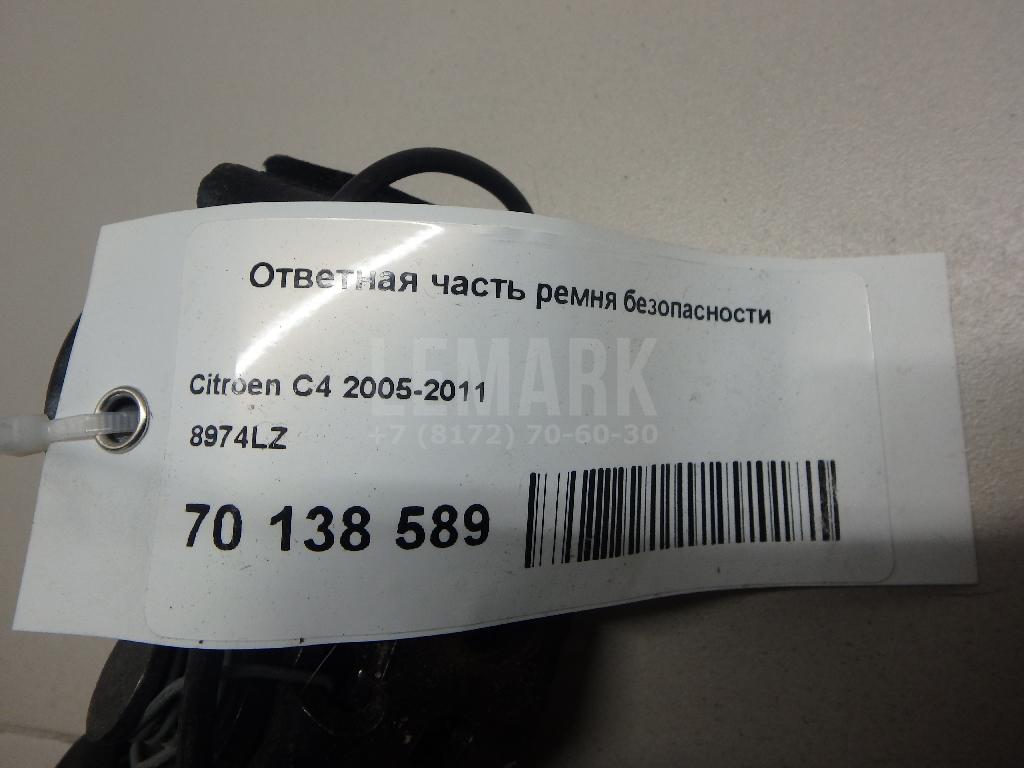 Ответная часть ремня безопасности
LEMARK
Citroen C4 2005-2011
+7 (8172) 70-60-30
8974LZ
70 138 589